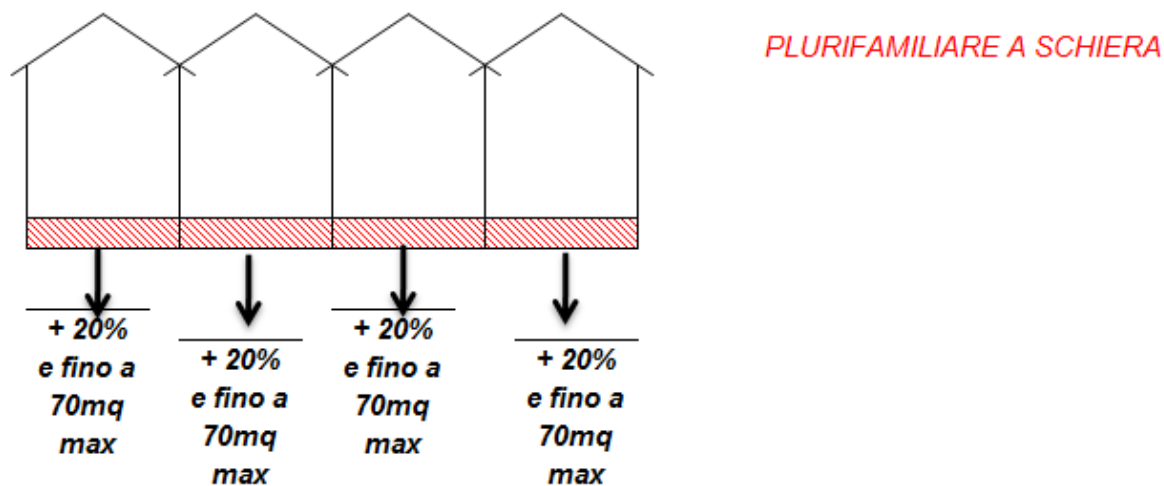 PLURIFAMILIARE A SCHIERA
+ 20%
e fino a
70mq
max
+ 20%
e fino a
70mq
max
+ 20%
e fino a
70mq
max
+ 20%
e fino a
70mq
max